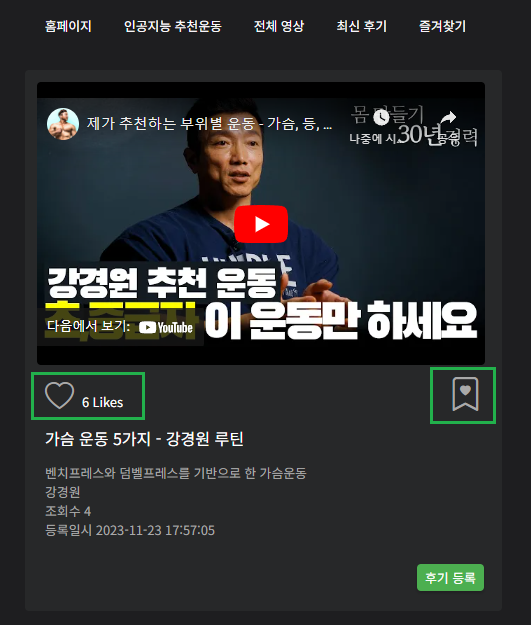 홈페이지 인공지능 추천운동 전체 영상 최신 후기 즐겨찾기
제가 추천하는 부위별 운동 - 가슴, 등, ...
몸 만들기
나중에 시... 공유
30년 경력
강경원 추천 운동
이 운동만 하세요
다음에서 보기: YouTube
6 Likes
가슴 운동 5가지 - 강경원 루틴
벤치프레스와 덤벨프레스를 기반으로 한 가슴운동
강경원
조회수 4
등록일시 2023-11-23 17:57:05
후기 등록